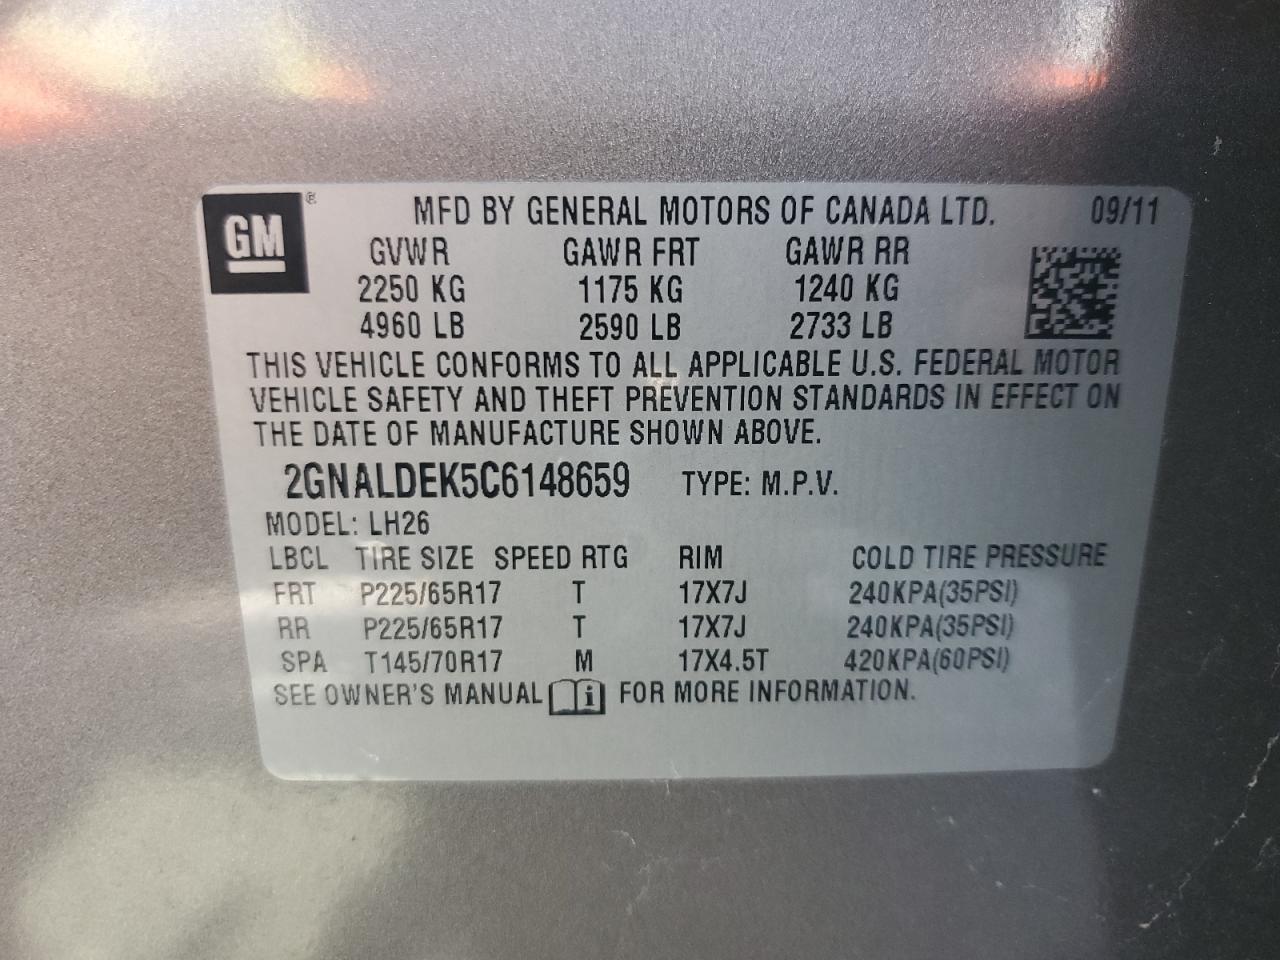 GM ® MFD BY GENERAL MOTORS OF CANADA LTD. 09/11
GVWR GAWR FRT GAWR RR
2250 KG 1175 KG 1240 KG
4960 LB 2590 LB 2733 LB
THIS VEHICLE CONFORMS TO ALL APPLICABLE U.S. FEDERAL MOTOR
VEHICLE SAFETY AND THEFT PREVENTION STANDARDS IN EFFECT ON
THE DATE OF MANUFACTURE SHOWN ABOVE.
2GNALDEK5C6148659 TYPE: M.P.V.
MODEL: LH26
LBCL TIRE SIZE SPEED RTG RIM COLD TIRE PRESSURE
FRT P225/65R17 T 17X7J 240KPA(35PSI)
RR P225/65R17 T 17X7J 240KPA(35PSI)
SPA T145/70R17 M 17X4.5T 420KPA(60PSI)
SEE OWNER'S MANUAL i FOR MORE INFORMATION.